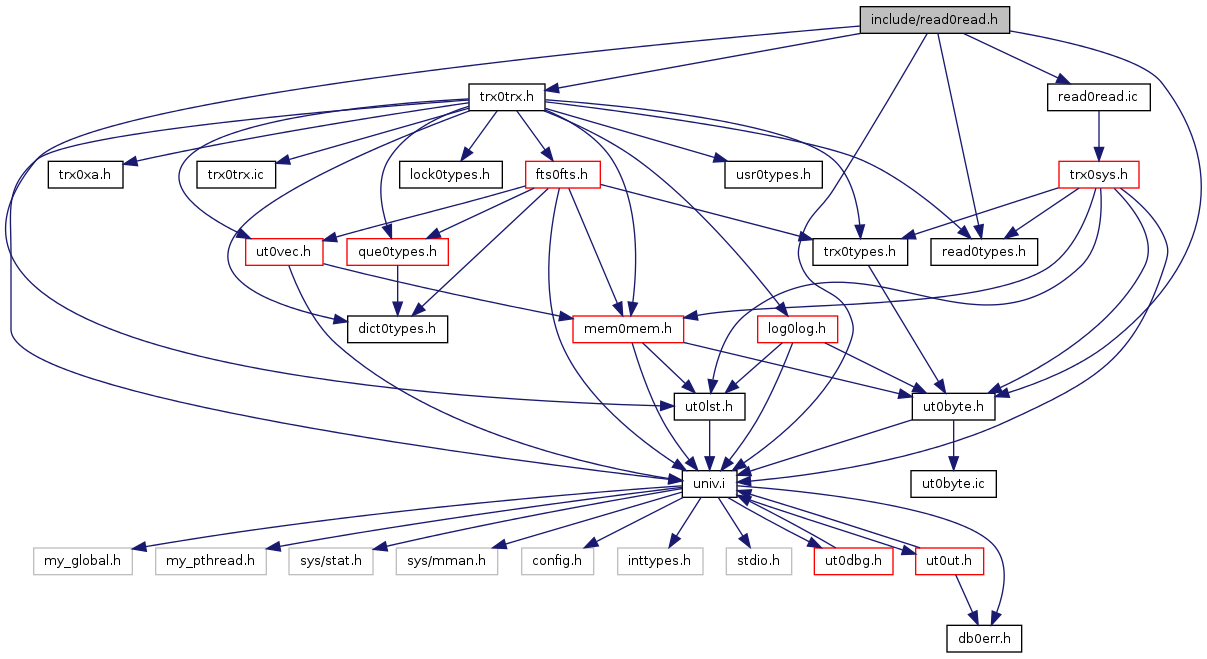 include/read0read.h
trx0trx.h
read0read.ic
trx0xa.h
trx0trx.ic
lock0types.h
fts0fts.h
usr0types.h
trx0sys.h
ut0vec.h
que0types.h
trx0types.h
read0types.h
dict0types.h
mem0mem.h
log0log.h
ut0lst.h
ut0byte.h
univ.i
ut0byte.ic
my_global.h
my_pthread.h
sys/stat.h
sys/mman.h
config.h
inttypes.h
stdio.h
ut0dbg.h
ut0ut.h
db0err.h